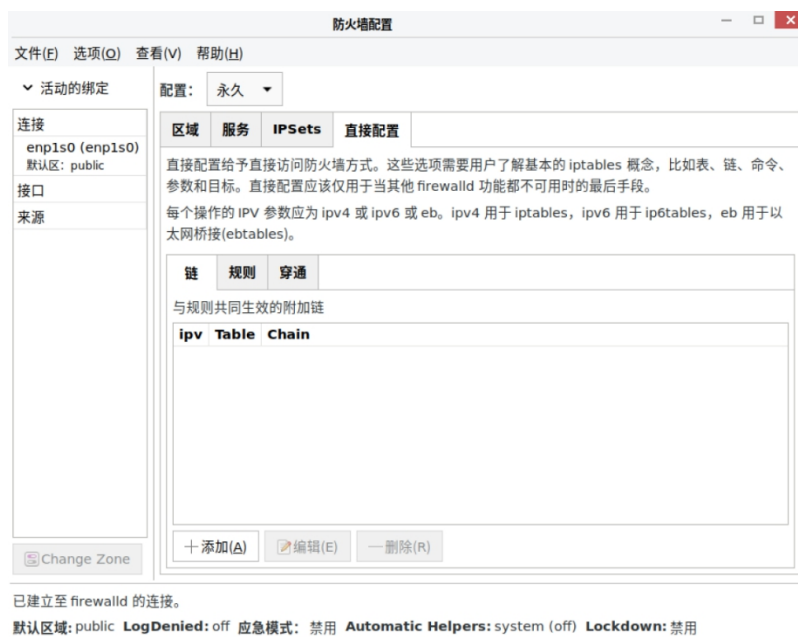 防火墙配置
文件(F) 选项(O) 查看(V) 帮助(H)
活动的绑定
配置： 永久
连接
enp1s0 (enp1s0)
默认区：public
接口
来源
区域 服务 IPSets 直接配置
直接配置给予直接访问防火墙方式。这些选项需要用户了解基本的 iptables 概念，比如表、链、命令、
参数和目标。直接配置应该仅用于当其他 firewalld 功能都不可用时的最后手段。
每个操作的 IPV 参数应为 ipv4 或 ipv6 或 eb。ipv4 用于 iptables，ipv6 用于 ip6tables，eb 用于以
太网桥接(ebtables)。
链 规则 穿通
与规则共同生效的附加链
ipv Table Chain
添加(A) 编辑(E) 删除(R)
Change Zone
已建立至 firewalld 的连接。
默认区域: public LogDenied: off 应急模式： 禁用 Automatic Helpers: system (off) Lockdown: 禁用